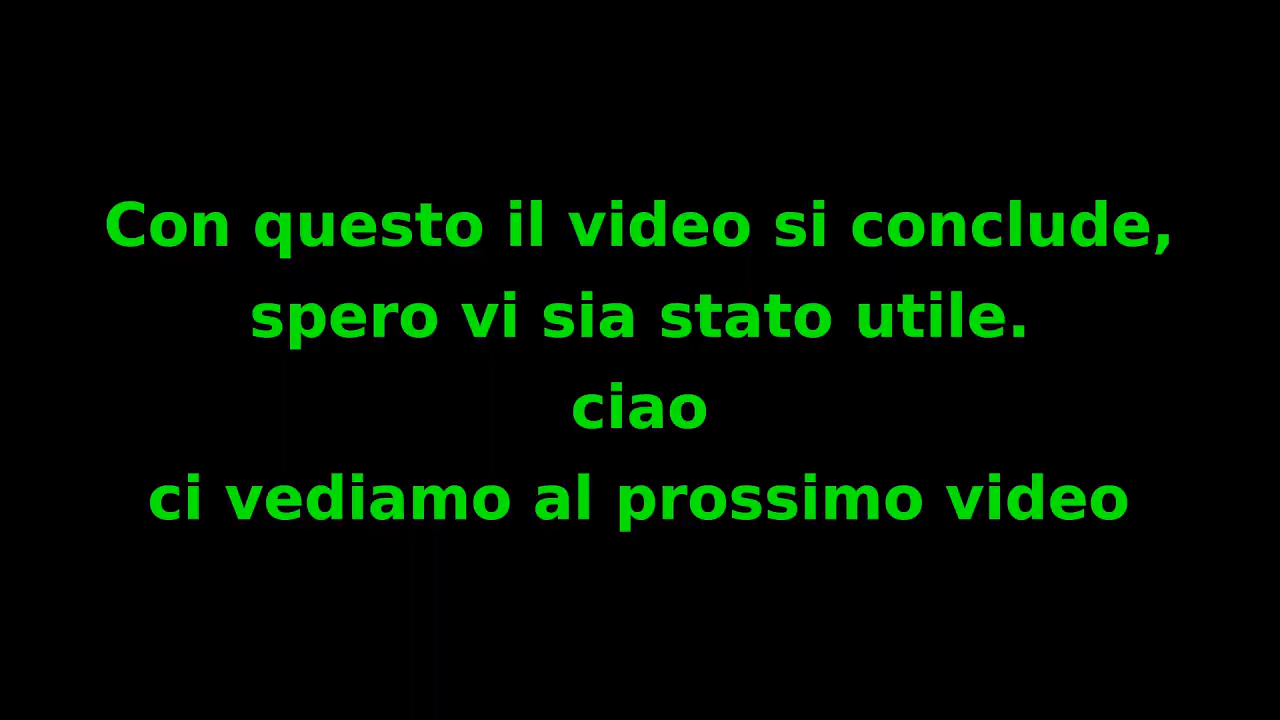 Con questo il video si conclude,
spero vi sia stato utile.
ciao
ci vediamo al prossimo video